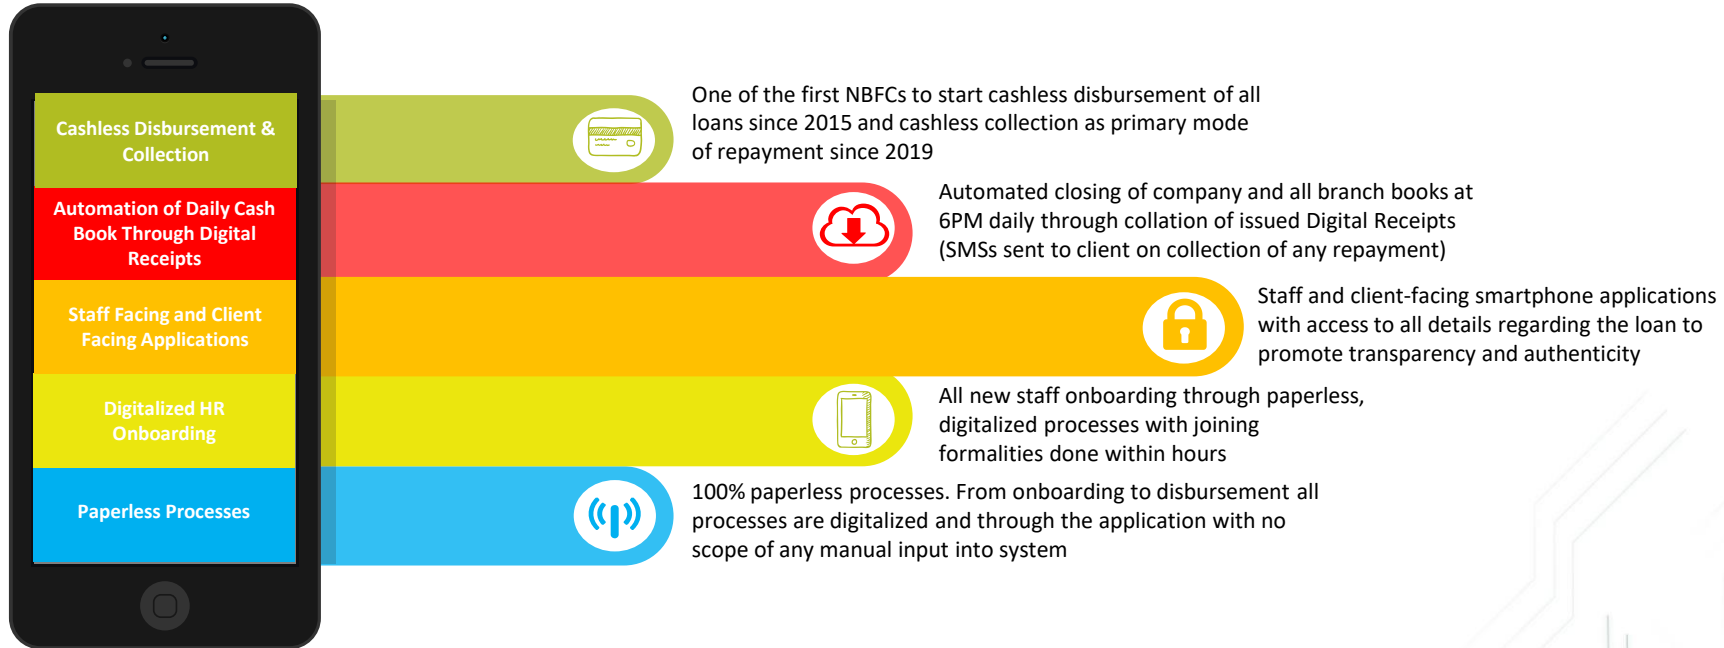 Cashless Disbursement &
Collection
One of the first NBFCs to start cashless disbursement of all
loans since 2015 and cashless collection as primary mode
of repayment since 2019
Automation of Daily Cash
Book Through Digital
Receipts
Automated closing of company and all branch books at
6PM daily through collation of issued Digital Receipts
(SMSs sent to client on collection of any repayment)
Staff Facing and Client
Facing Applications
Staff and client-facing smartphone applications
with access to all details regarding the loan to
promote transparency and authenticity
Digitalized HR
Onboarding
All new staff onboarding through paperless,
digitalized processes with joining
formalities done within hours
Paperless Processes
100% paperless processes. From onboarding to disbursement all
processes are digitalized and through the application with no
scope of any manual input into system